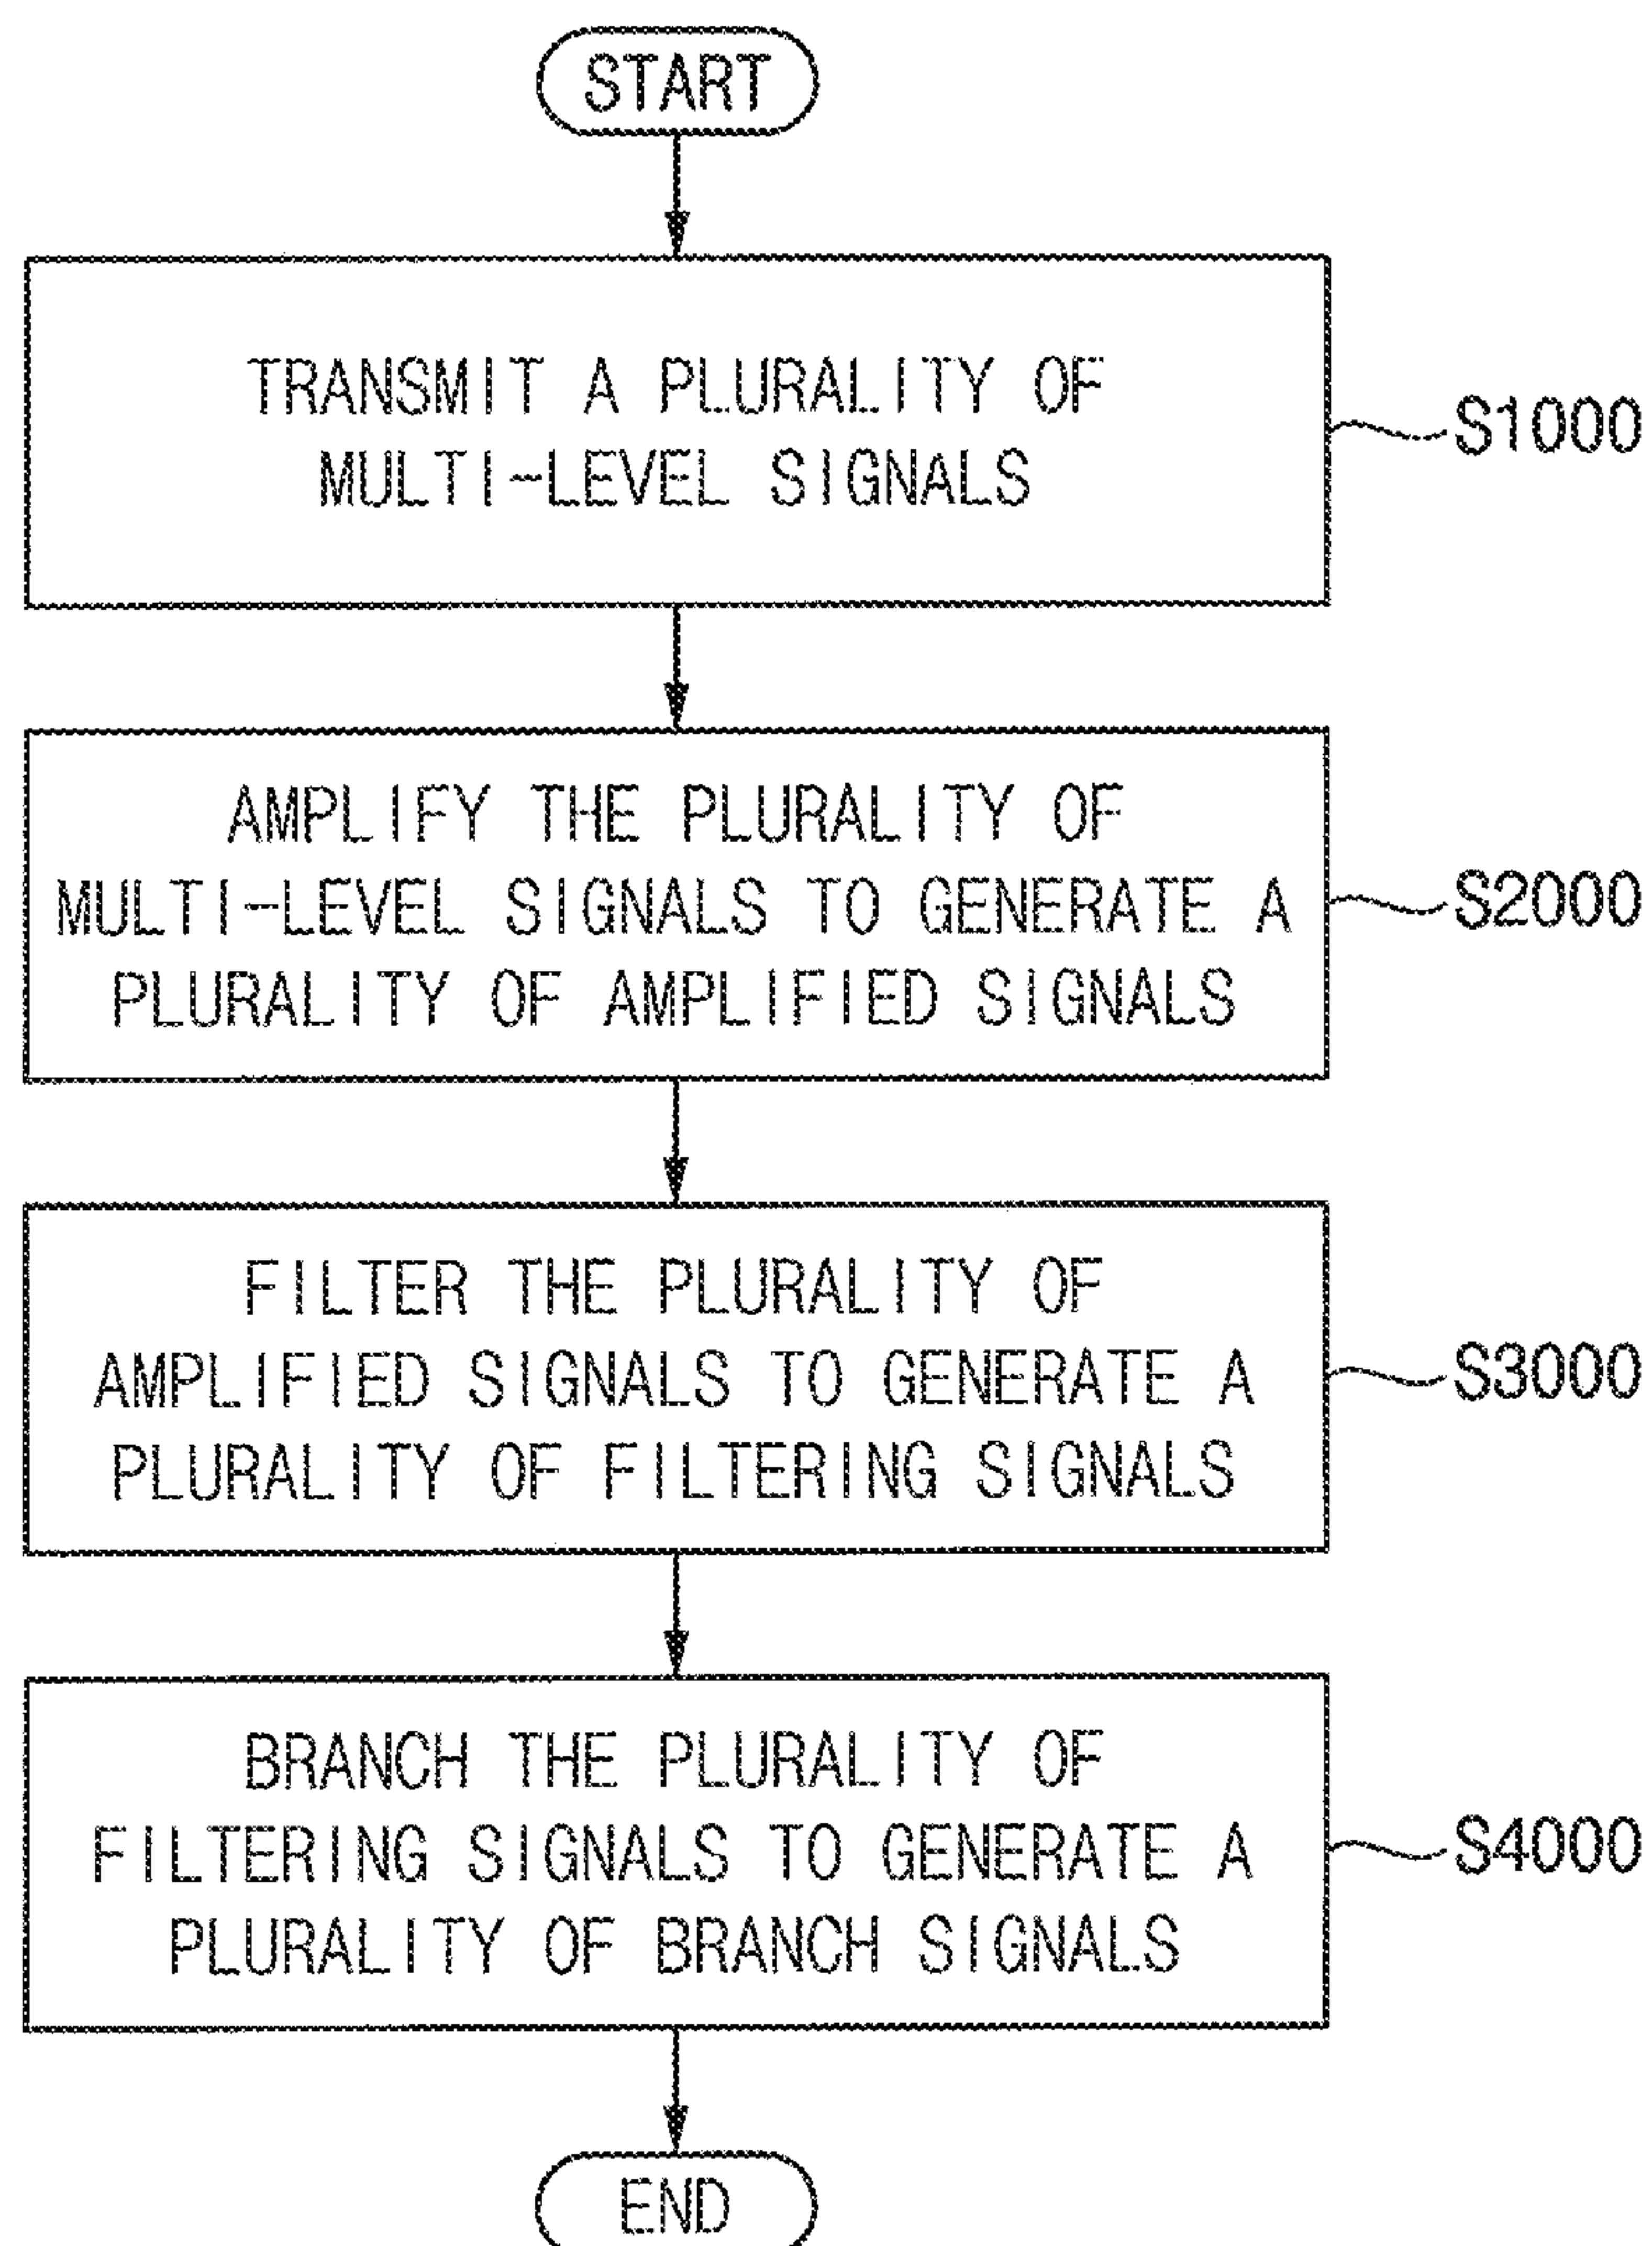 START
TRANSMIT A PLURALITY OF
MULTI-LEVEL SIGNALS
S1000
AMPLIFY THE PLURALITY OF
MULTI-LEVEL SIGNALS TO GENERATE A
PLURALITY OF AMPLIFIED SIGNALS
S2000
FILTER THE PLURALITY OF
AMPLIFIED SIGNALS TO GENERATE A
PLURALITY OF FILTERING SIGNALS
S3000
BRANCH THE PLURALITY OF
FILTERING SIGNALS TO GENERATE A
PLURALITY OF BRANCH SIGNALS
S4000
END